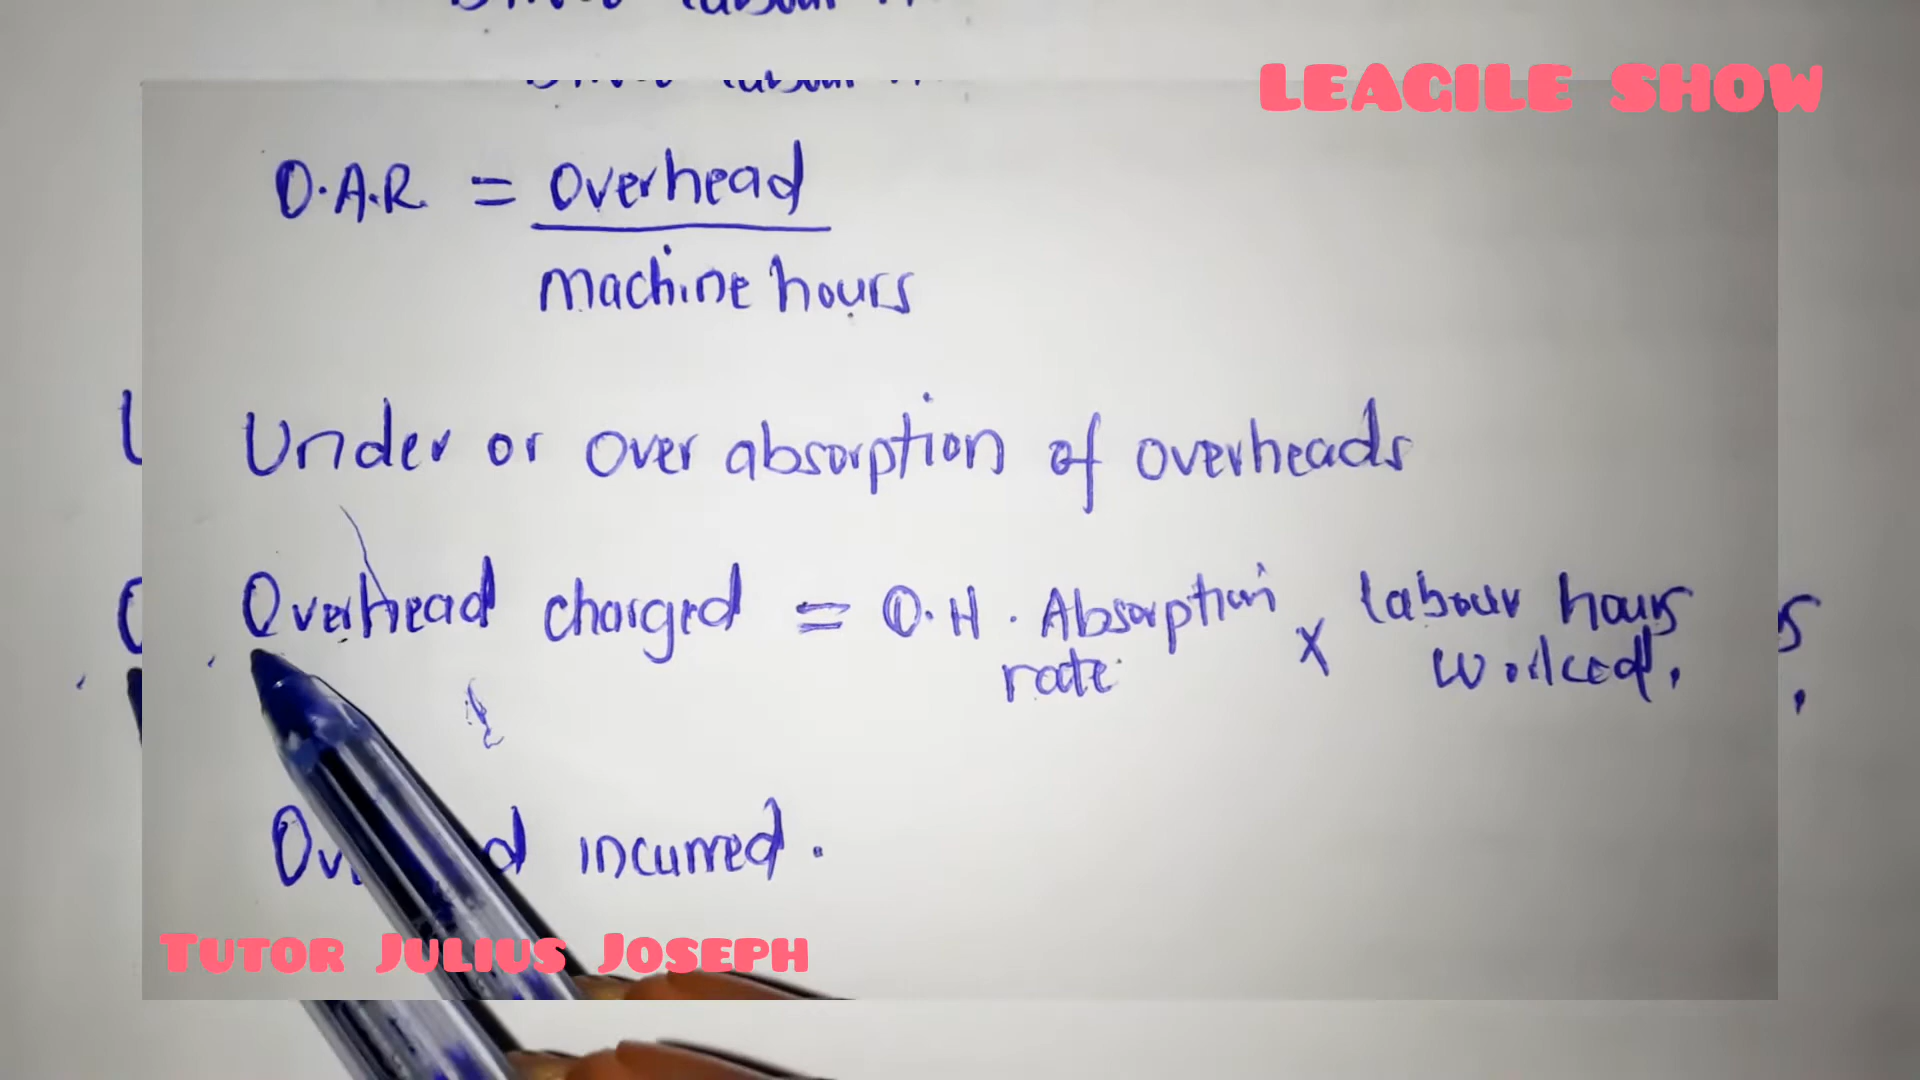 LEAGILE SHOW
O.A.R. = Overhead
machine hours
Under or over absorption of overheads
Overhead charged = O.H. Absorption rate x labour hours worked.
incurred.
TUTOR JULIUS JOSEPH